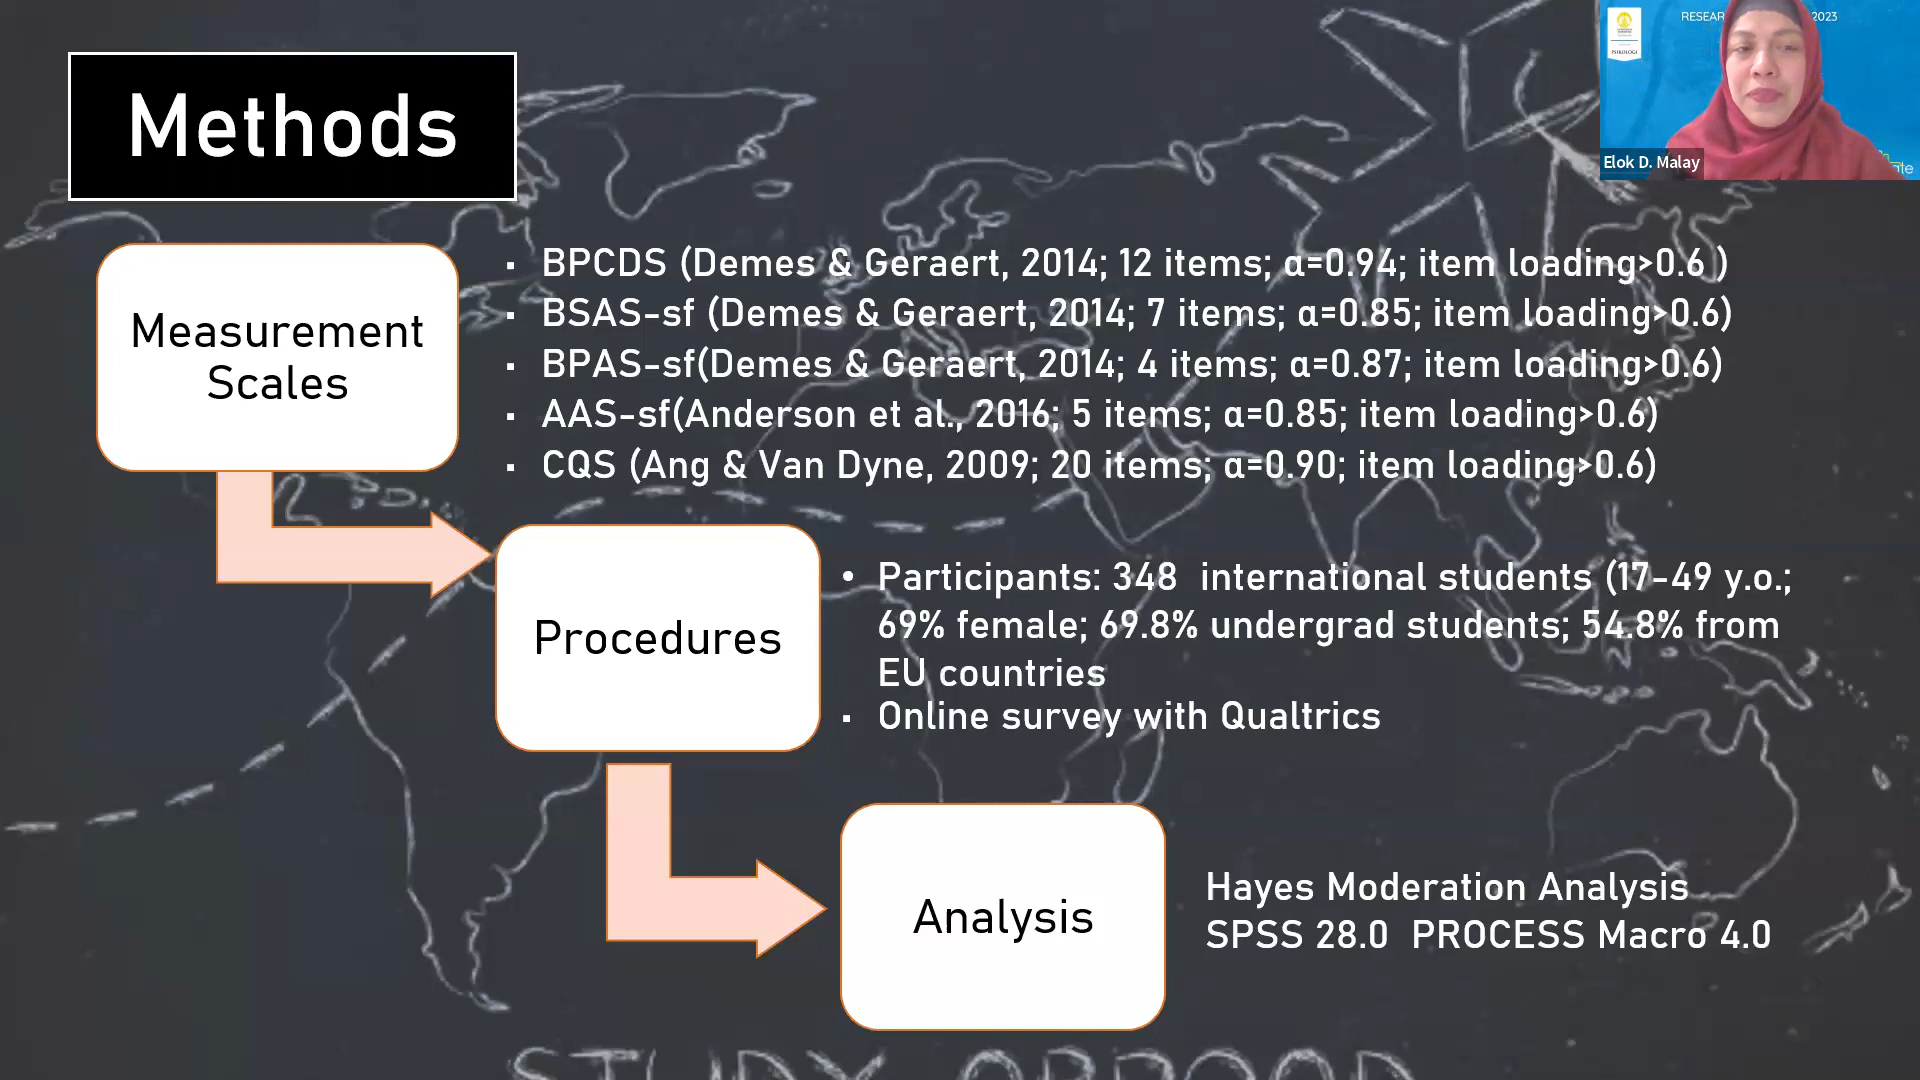 Methods
RESEAR
2023
PSIKOLOGI
Elok D. Malay
Measurement
Scales
▪ BPCDS (Demes & Geraert, 2014; 12 items; α=0.94; item loading>0.6 )
▪ BSAS-sf (Demes & Geraert, 2014; 7 items; α=0.85; item loading>0.6)
▪ BPAS-sf(Demes & Geraert, 2014; 4 items; α=0.87; item loading>0.6)
▪ AAS-sf(Anderson et al., 2016; 5 items; α=0.85; item loading>0.6)
▪ CQS (Ang & Van Dyne, 2009; 20 items; α=0.90; item loading>0.6)
Procedures
• Participants: 348 international students (17-49 y.o.;
69% female; 69.8% undergrad students; 54.8% from
EU countries
▪ Online survey with Qualtrics
Analysis
Hayes Moderation Analysis
SPSS 28.0 PROCESS Macro 4.0
STUDY ABROAD